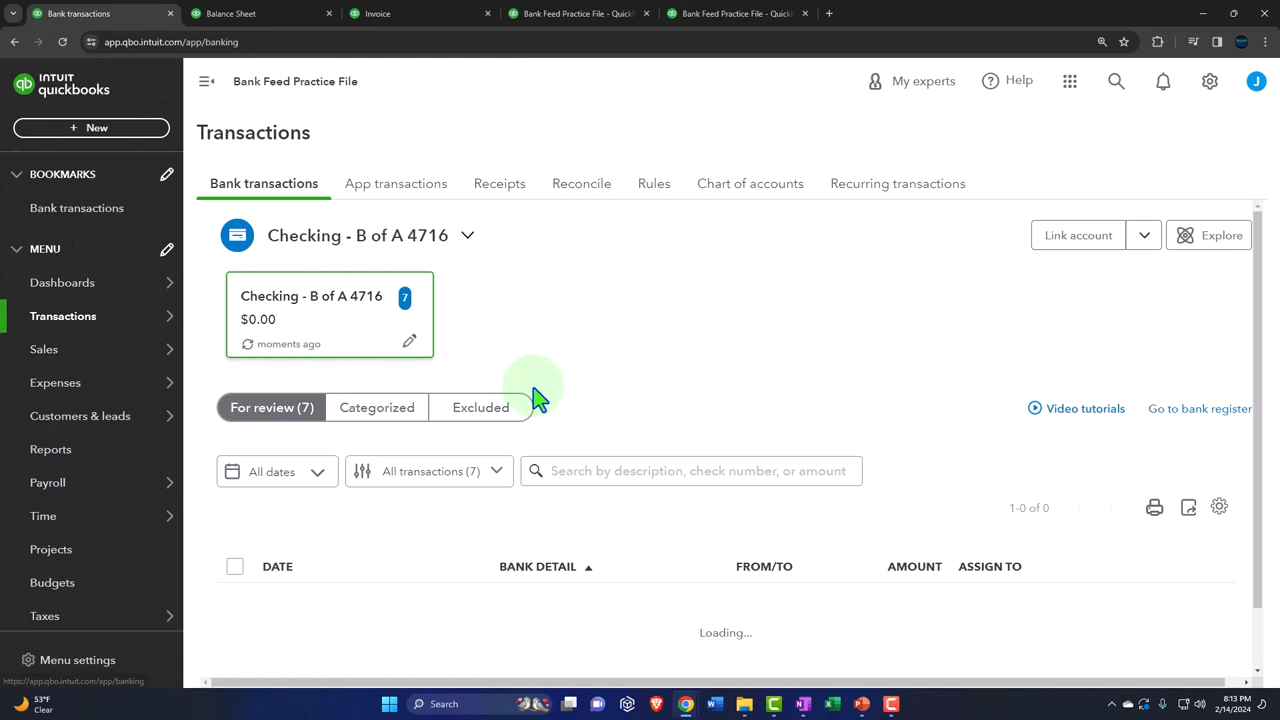 Bank transactions
Balance Sheet
Invoice
Bank Feed Practice File - Quick
Bank Feed Practice File - Quick
qbo.intuit.com/app/banking
INTUIT
quickbooks
Bank Feed Practice File
My experts
Help
J
+ New
Transactions
BOOKMARKS
Bank transactions
App transactions
Receipts
Reconcile
Rules
Chart of accounts
Recurring transactions
Bank transactions
Checking - B of A 4716
Link account
Explore
MENU
Dashboards
Transactions
Sales
Expenses
Customers & leads
Reports
Payroll
Time
Projects
Budgets
Taxes
Menu settings
Checking - B of A 4716
7
$0.00
moments ago
For review (7)
Categorized
Excluded
Video tutorials
Go to bank register
All dates
All transactions (7)
Search by description, check number, or amount
1-0 of 0
DATE
BANK DETAIL
FROM/TO
AMOUNT
ASSIGN TO
Loading...
https://app.qbo.intuit.com/app/banking
53°F
Clear
Search
8:13 PM
2/14/2024